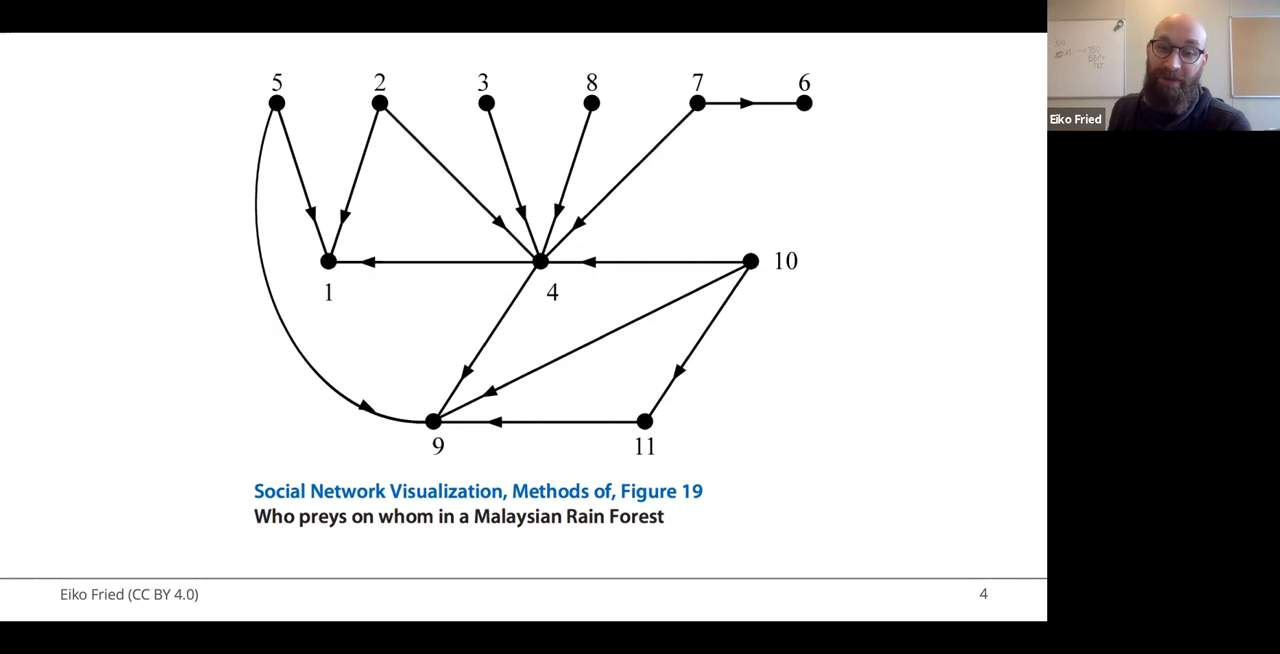 5 2 3 8 7 6
1 4 10
9 11
Social Network Visualization, Methods of, Figure 19
Who preys on whom in a Malaysian Rain Forest
Eiko Fried (CC BY 4.0) 4
Eiko Fried